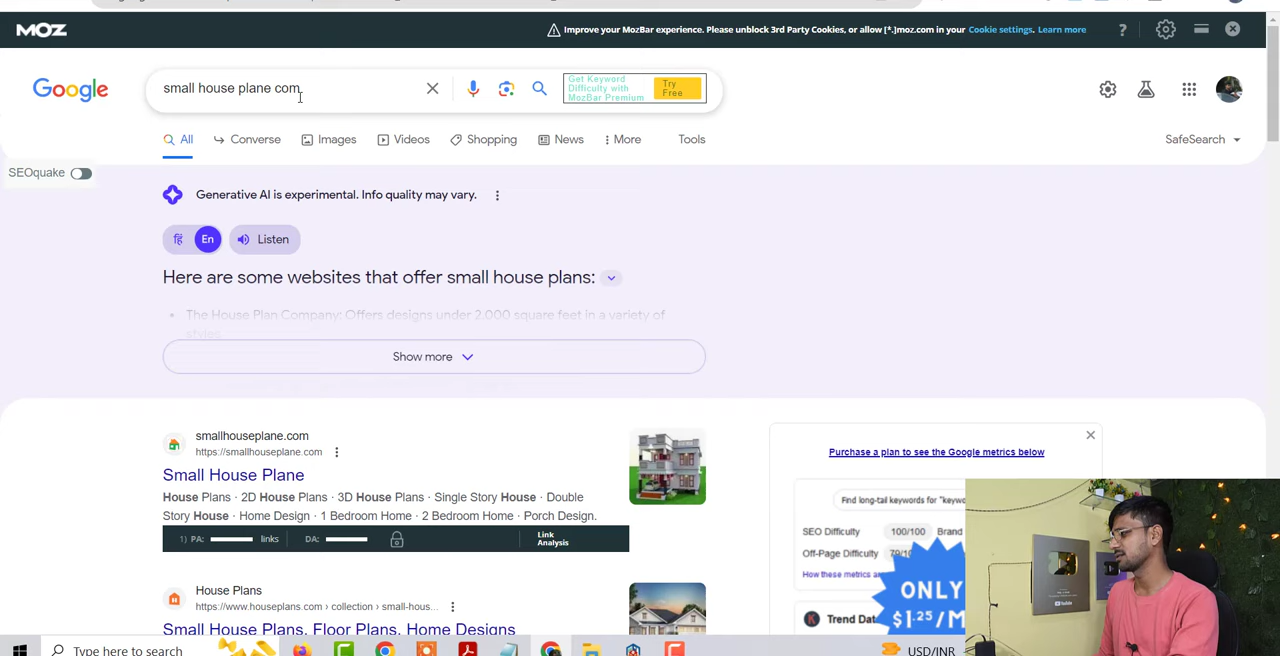 MOZ
Improve your MozBar experience. Please unblock 3rd Party Cookies, or allow [*.]moz.com in your Cookie settings. Learn more
?
Google
small house plane com
Get Keyword
Difficulty with
MozBar Premium
Try
Free
All
Converse
Images
Videos
Shopping
News
More
Tools
SafeSearch
SEOquake
Generative AI is experimental. Info quality may vary.
हिं
En
Listen
Here are some websites that offer small house plans:
• The House Plan Company: Offers designs under 2,000 square feet in a variety of
styles.
Show more
smallhouseplane.com
https://smallhouseplane.com
Small House Plane
House Plans · 2D House Plans · 3D House Plans · Single Story House · Double
Story House · Home Design · 1 Bedroom Home · 2 Bedroom Home · Porch Design.
1) PA:
links
DA:
Link
Analysis
House Plans
https://www.houseplans.com › collection › small-hous...
Small House Plans, Floor Plans, Home Designs
Purchase a plan to see the Google metrics below
Find long-tail keywords for "keywo
SEO Difficulty
100/100
Brand
Off-Page Difficulty
How these metrics a
ONLY
$1.25/M
Trend Dat
YouTube
Type here to search
USD/INR